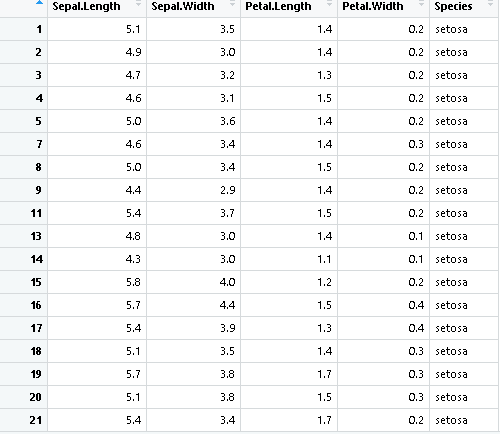 Sepal.Length Sepal.Width Petal.Length Petal.Width Species
1 5.1 3.5 1.4 0.2 setosa
2 4.9 3.0 1.4 0.2 setosa
3 4.7 3.2 1.3 0.2 setosa
4 4.6 3.1 1.5 0.2 setosa
5 5.0 3.6 1.4 0.2 setosa
7 4.6 3.4 1.4 0.3 setosa
8 5.0 3.4 1.5 0.2 setosa
9 4.4 2.9 1.4 0.2 setosa
11 5.4 3.7 1.5 0.2 setosa
13 4.8 3.0 1.4 0.1 setosa
14 4.3 3.0 1.1 0.1 setosa
15 5.8 4.0 1.2 0.2 setosa
16 5.7 4.4 1.5 0.4 setosa
17 5.4 3.9 1.3 0.4 setosa
18 5.1 3.5 1.4 0.3 setosa
19 5.7 3.8 1.7 0.3 setosa
20 5.1 3.8 1.5 0.3 setosa
21 5.4 3.4 1.7 0.2 setosa